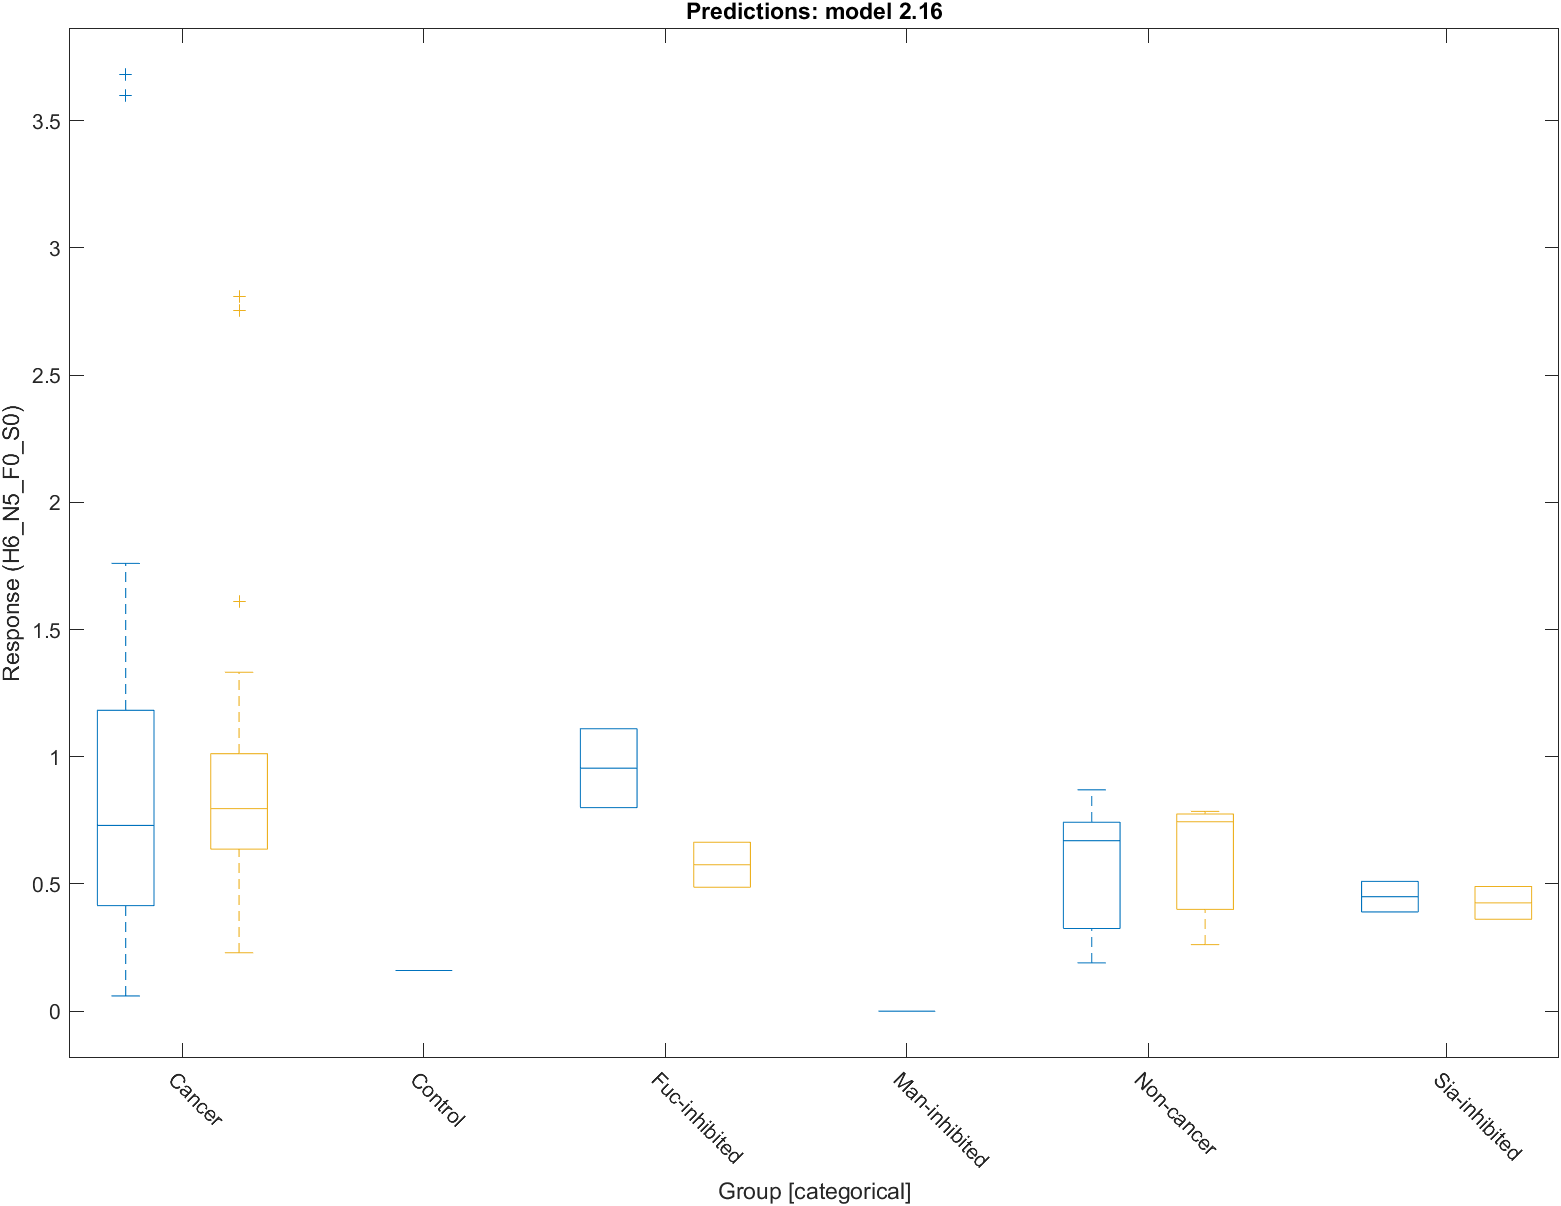 Predictions: model 2.16
3.5
3
2.5
2
1.5
1
0.5
0
Response (H6_N5_F0_S0)
Cancer
Control
Fuc-inhibited
Man-inhibited
Non-cancer
Sia-inhibited
Group [categorical]